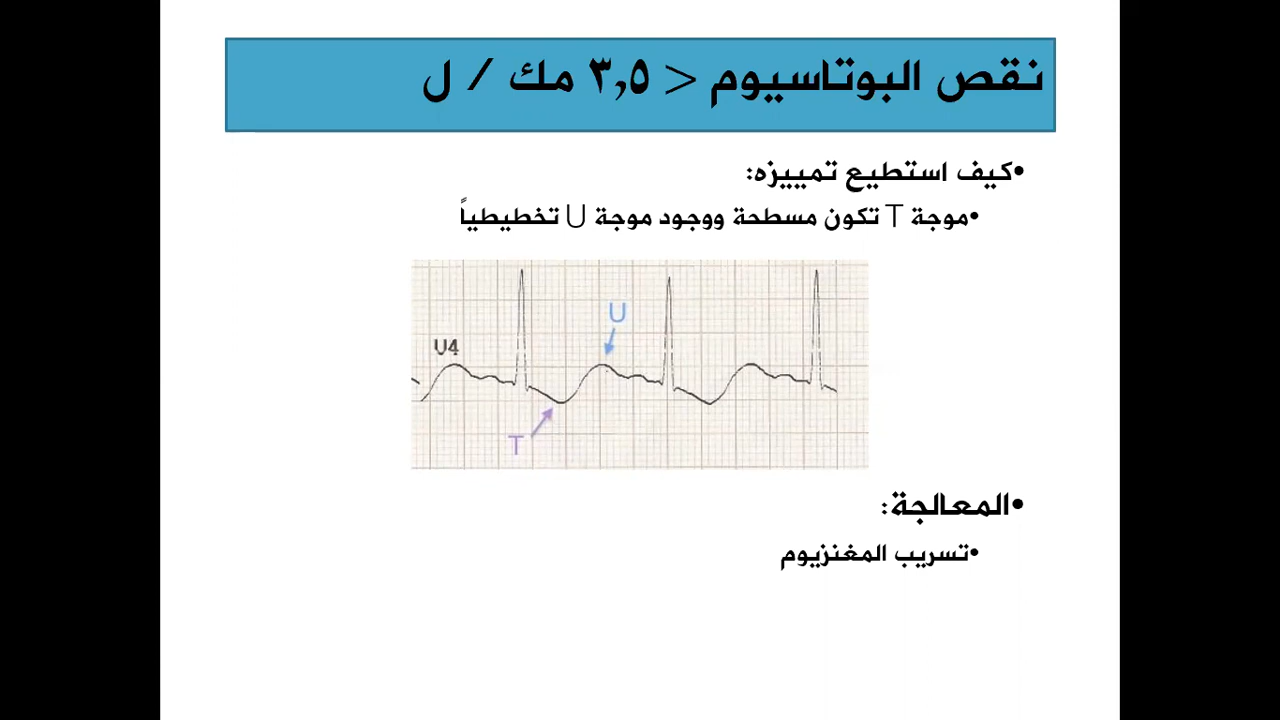 نقص البوتاسيوم < ٣,٥ مك / ل
•كيف استطيع تمييزه:
•موجة T تكون مسطحة ووجود موجة U تخطيطياً
U
U4
T
•المعالجة:
•تسريب المغنزيوم